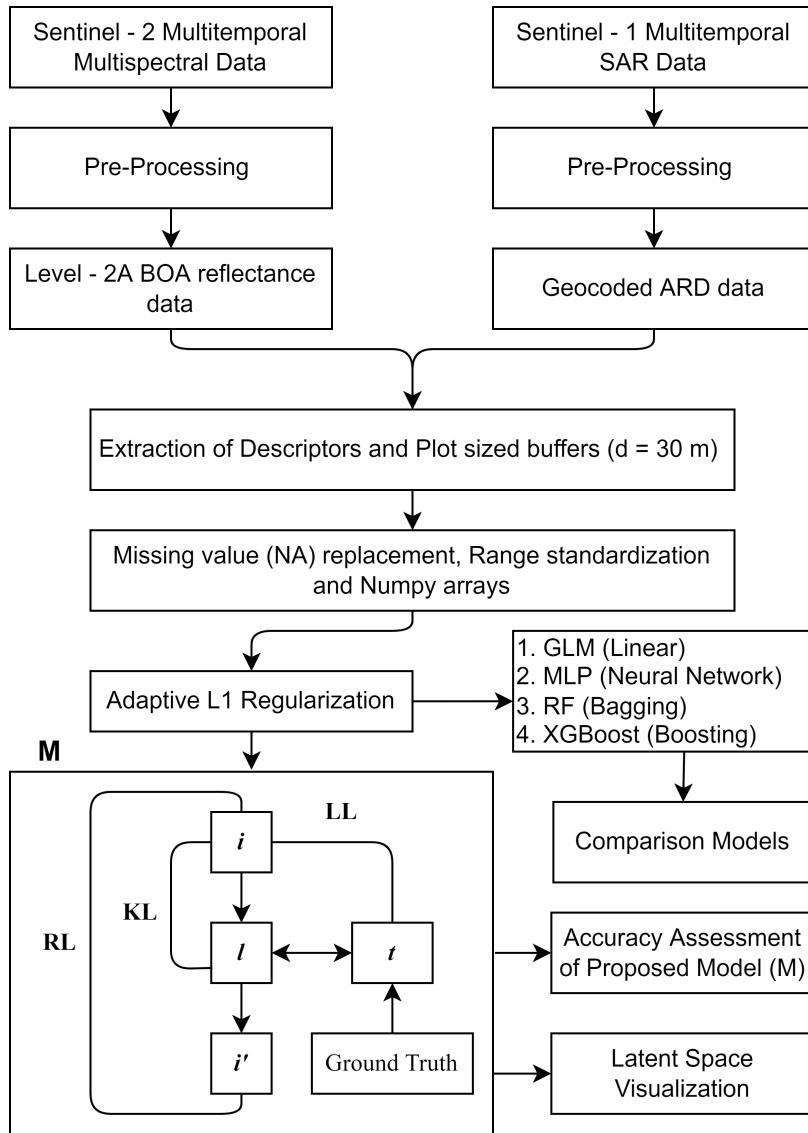 Sentinel - 2 Multitemporal
Multispectral Data
Sentinel - 1 Multitemporal
SAR Data
Pre-Processing
Pre-Processing
Level - 2A BOA reflectance
data
Geocoded ARD data
Extraction of Descriptors and Plot sized buffers (d = 30 m)
Missing value (NA) replacement, Range standardization
and Numpy arrays
Adaptive L1 Regularization
1. GLM (Linear)
2. MLP (Neural Network)
3. RF (Bagging)
4. XGBoost (Boosting)
Comparison Models
M
LL
i
KL
RL
l
t
i'
Ground Truth
Accuracy Assessment
of Proposed Model (M)
Latent Space
Visualization